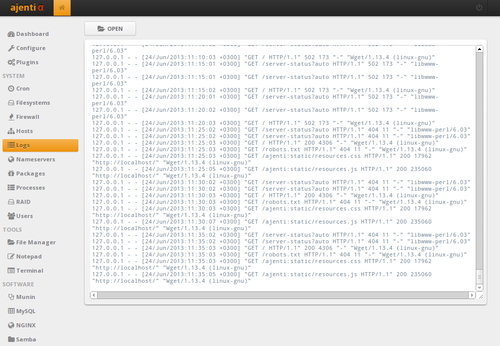 ajenti
OPEN
Dashboard
Configure
Plugins
SYSTEM
Cron
Filesystems
Firewall
Hosts
Logs
Nameservers
Packages
Processes
RAID
Users
TOOLS
File Manager
Notepad
Terminal
SOFTWARE
Munin
MySQL
NGINX
Samba
perl/6.03"
127.0.0.1 - - [24/Jun/2013:11:10:03 +0300] "GET / HTTP/1.1" 502 173 "-" "Wget/1.13.4 (linux-gnu)"
127.0.0.1 - - [24/Jun/2013:11:15:01 +0300] "GET /server-status?auto HTTP/1.1" 502 173 "-" "libwww-
perl/6.03"
127.0.0.1 - - [24/Jun/2013:11:15:01 +0300] "GET /server-status?auto HTTP/1.1" 502 173 "-" "libwww-
perl/6.03"
127.0.0.1 - - [24/Jun/2013:11:15:02 +0300] "GET / HTTP/1.1" 502 173 "-" "Wget/1.13.4 (linux-gnu)"
127.0.0.1 - - [24/Jun/2013:11:20:01 +0300] "GET /server-status?auto HTTP/1.1" 502 173 "-" "libwww-
perl/6.03"
127.0.0.1 - - [24/Jun/2013:11:20:02 +0300] "GET /server-status?auto HTTP/1.1" 502 173 "-" "libwww-
perl/6.03"
127.0.0.1 - - [24/Jun/2013:11:20:03 +0300] "GET / HTTP/1.1" 502 173 "-" "Wget/1.13.4 (linux-gnu)"
127.0.0.1 - - [24/Jun/2013:11:25:02 +0300] "GET /server-status?auto HTTP/1.1" 404 11 "-" "libwww-perl/6.03"
127.0.0.1 - - [24/Jun/2013:11:25:02 +0300] "GET /server-status?auto HTTP/1.1" 404 11 "-" "libwww-perl/6.03"
127.0.0.1 - - [24/Jun/2013:11:25:03 +0300] "GET / HTTP/1.1" 200 4306 "-" "Wget/1.13.4 (linux-gnu)"
127.0.0.1 - - [24/Jun/2013:11:25:03 +0300] "GET /robots.txt HTTP/1.1" 404 11 "-" "Wget/1.13.4 (linux-gnu)"
127.0.0.1 - - [24/Jun/2013:11:25:03 +0300] "GET /ajenti:static/resources.css HTTP/1.1" 200 17962
"http://localhost/" "Wget/1.13.4 (linux-gnu)"
127.0.0.1 - - [24/Jun/2013:11:25:05 +0300] "GET /ajenti:static/resources.js HTTP/1.1" 200 235060
"http://localhost/" "Wget/1.13.4 (linux-gnu)"
127.0.0.1 - - [24/Jun/2013:11:30:02 +0300] "GET /server-status?auto HTTP/1.1" 404 11 "-" "libwww-perl/6.03"
127.0.0.1 - - [24/Jun/2013:11:30:02 +0300] "GET /server-status?auto HTTP/1.1" 404 11 "-" "libwww-perl/6.03"
127.0.0.1 - - [24/Jun/2013:11:30:03 +0300] "GET / HTTP/1.1" 200 4306 "-" "Wget/1.13.4 (linux-gnu)"
127.0.0.1 - - [24/Jun/2013:11:30:03 +0300] "GET /robots.txt HTTP/1.1" 404 11 "-" "Wget/1.13.4 (linux-gnu)"
127.0.0.1 - - [24/Jun/2013:11:30:03 +0300] "GET /ajenti:static/resources.css HTTP/1.1" 200 17962
"http://localhost/" "Wget/1.13.4 (linux-gnu)"
127.0.0.1 - - [24/Jun/2013:11:30:07 +0300] "GET /ajenti:static/resources.js HTTP/1.1" 200 235060
"http://localhost/" "Wget/1.13.4 (linux-gnu)"
127.0.0.1 - - [24/Jun/2013:11:35:02 +0300] "GET /server-status?auto HTTP/1.1" 404 11 "-" "libwww-perl/6.03"
127.0.0.1 - - [24/Jun/2013:11:35:02 +0300] "GET /server-status?auto HTTP/1.1" 404 11 "-" "libwww-perl/6.03"
127.0.0.1 - - [24/Jun/2013:11:35:03 +0300] "GET / HTTP/1.1" 200 4306 "-" "Wget/1.13.4 (linux-gnu)"
127.0.0.1 - - [24/Jun/2013:11:35:03 +0300] "GET /robots.txt HTTP/1.1" 404 11 "-" "Wget/1.13.4 (linux-gnu)"
127.0.0.1 - - [24/Jun/2013:11:35:03 +0300] "GET /ajenti:static/resources.css HTTP/1.1" 200 17962
"http://localhost/" "Wget/1.13.4 (linux-gnu)"
127.0.0.1 - - [24/Jun/2013:11:35:05 +0300] "GET /ajenti:static/resources.js HTTP/1.1" 200 235060
"http://localhost/" "Wget/1.13.4 (linux-gnu)"